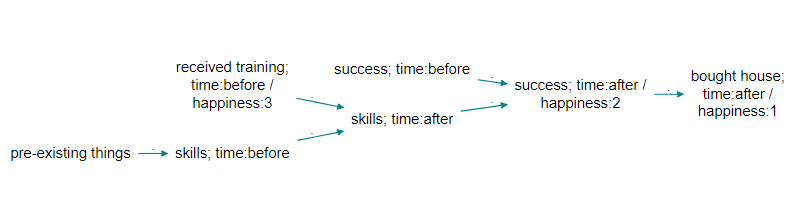 received training;
time:before /
happiness:3
success; time:before
success; time:after /
happiness:2
bought house;
time:after /
happiness:1
skills; time:after
pre-existing things
skills; time:before